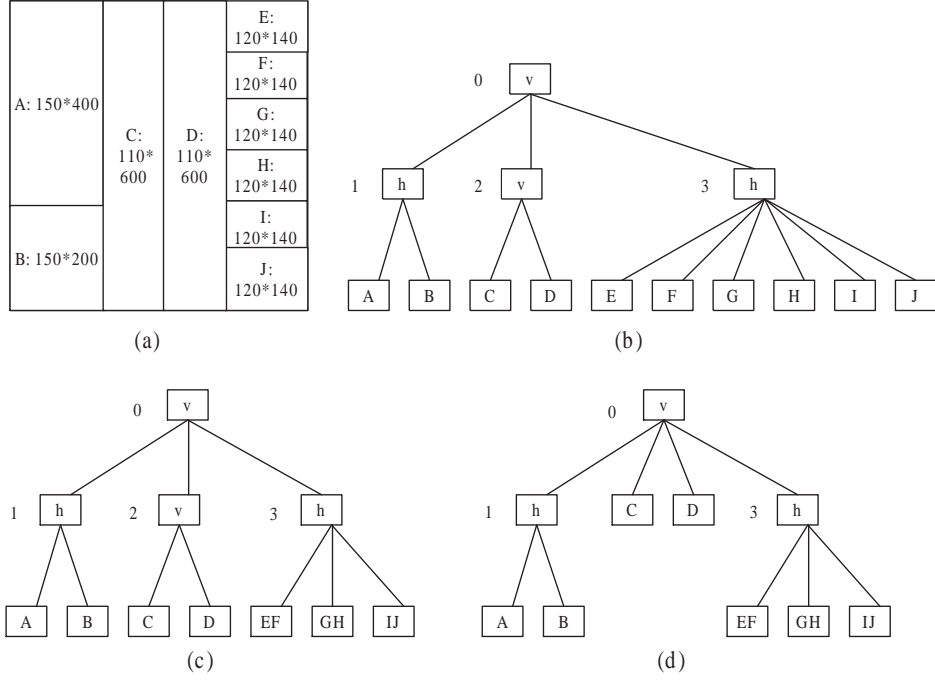 A: 150*400
B: 150*200
C:
110*
600
D:
110*
600
E:
120*140
F:
120*140
G:
120*140
H:
120*140
I:
120*140
J:
120*140
(a)
0 v
1 h 2 v 3 h
A B C D E F G H I J
(b)
0 v
1 h 2 v 3 h
A B C D EF GH IJ
(c)
0 v
C D
1 h 3 h
A B EF GH IJ
(d)